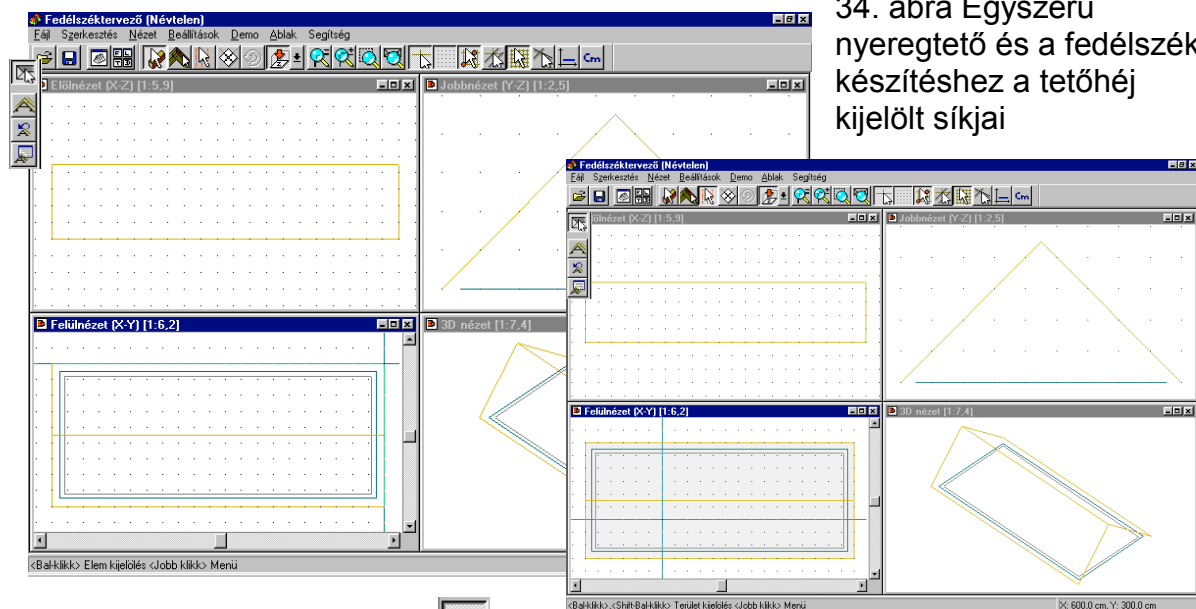 34. ábra Egyszerű
nyeregtető és a fedélszék
készítéshez a tetőhéj
kijelölt síkjai
Fedélszéktervező (Névtelen)
Fájl Szerkesztés Nézet Beállítások Demo Ablak Segítség
Cm
Elölnézet (X-Z) [1:5,9]
Jobbnézet (Y-Z) [1:2,5]
Felülnézet (X-Y) [1:6,2]
3D nézet [1:7,4]
<Bal-klikk> Elem kijelölés <Jobb klikk> Menü
Fedélszéktervező (Névtelen)
Fájl Szerkesztés Nézet Beállítások Demo Ablak Segítség
Cm
ölnézet (X-Z) [1:5,9]
Jobbnézet (Y-Z) [1:2,5]
Felülnézet (X-Y) [1:6,2]
3D nézet [1:7,4]
<Bal-klikk>,<Shift-Bal-klikk> Terület kijelölés <Jobb klikk> Menü
X: 600.0 cm, Y: 300.0 cm